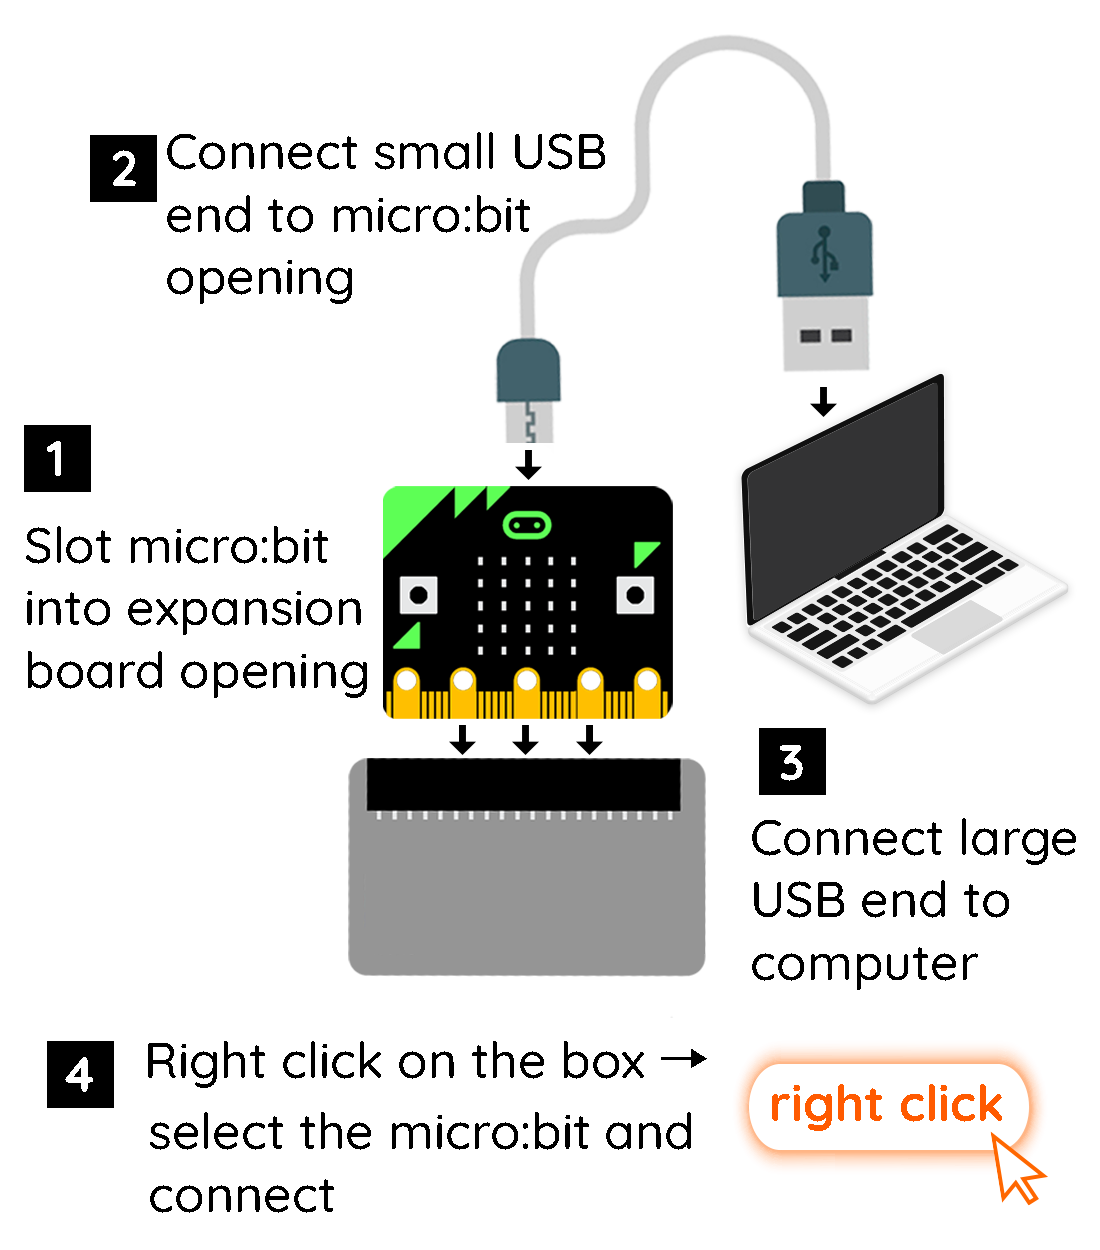 2
Connect small USB
end to micro:bit
opening
1
Slot micro:bit
into expansion
board opening
3
Connect large
USB end to
computer
4
Right click on the box →
select the micro:bit and
connect
right click